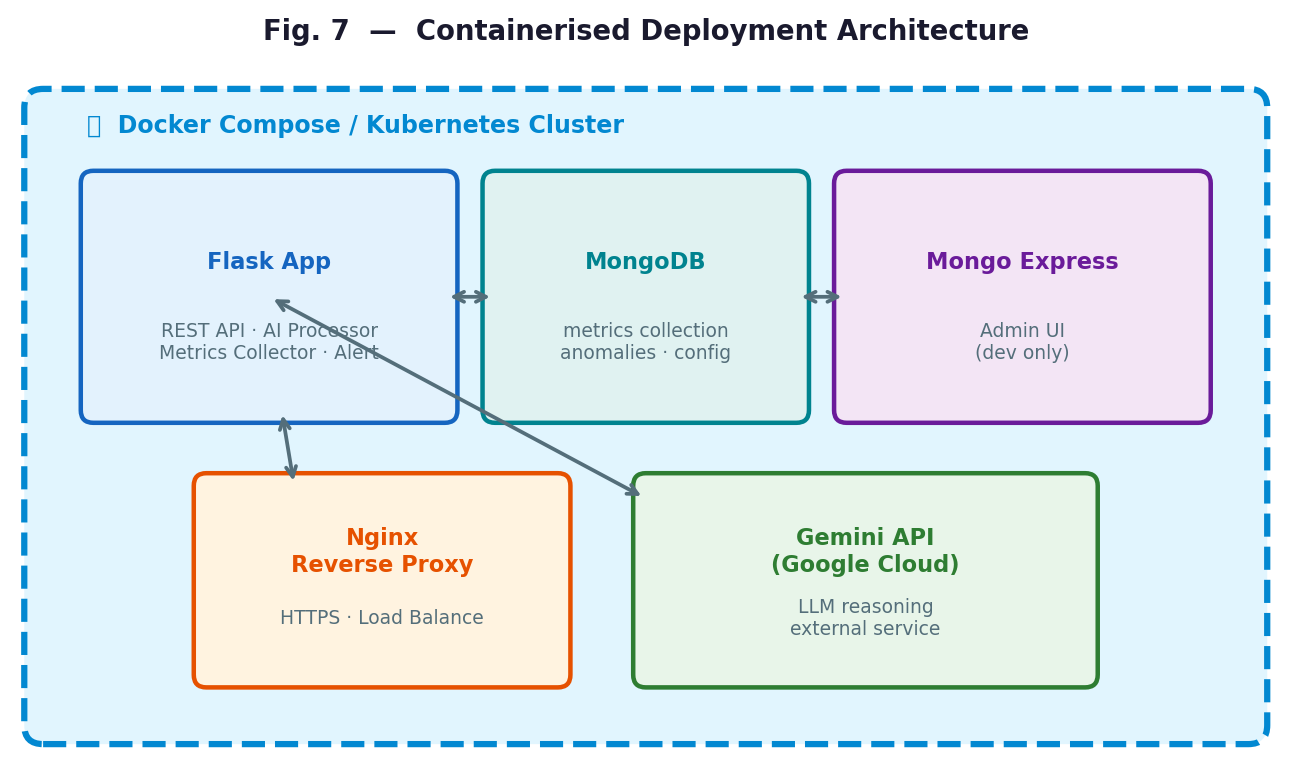 Fig. 7 — Containerised Deployment Architecture
Docker Compose / Kubernetes Cluster
Flask App
REST API · AI Processor
Metrics Collector · Alert
MongoDB
metrics collection
anomalies · config
Mongo Express
Admin UI
(dev only)
Nginx
Reverse Proxy
HTTPS · Load Balance
Gemini API
(Google Cloud)
LLM reasoning
external service